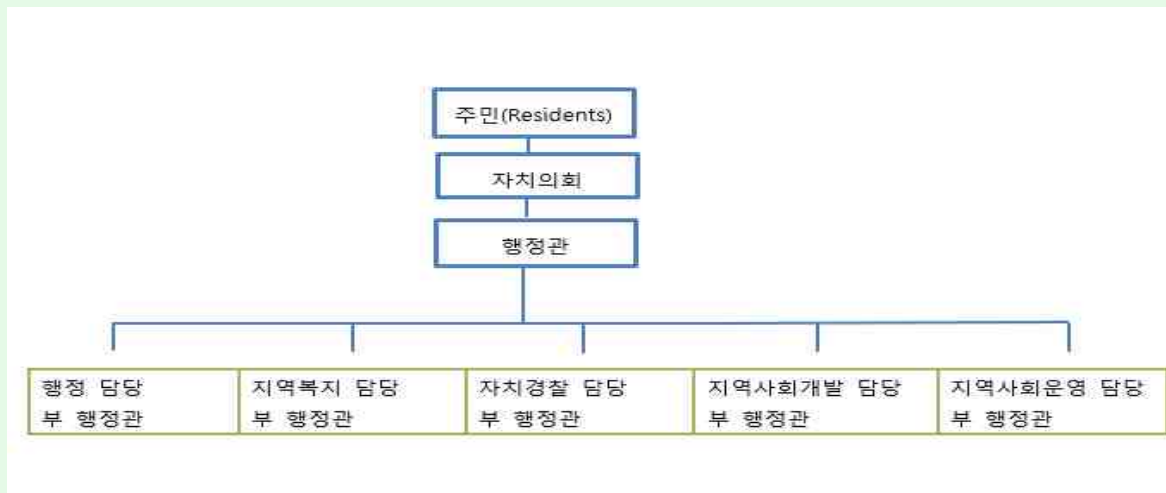 주민(Residents)
자치의회
행정관
행정 담당
부 행정관
지역복지 담당
부 행정관
자치경찰 담당
부 행정관
지역사회개발 담당
부 행정관
지역사회운영 담당
부 행정관